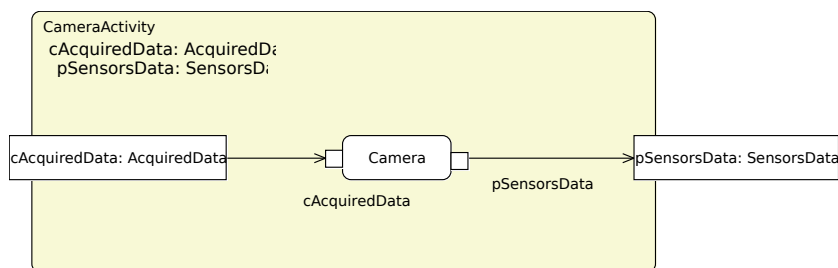 CameraActivity
cAcquiredData: AcquiredDa
pSensorsData: SensorsDa
cAcquiredData: AcquiredData
Camera
pSensorsData: SensorsData
pSensorsData
cAcquiredData